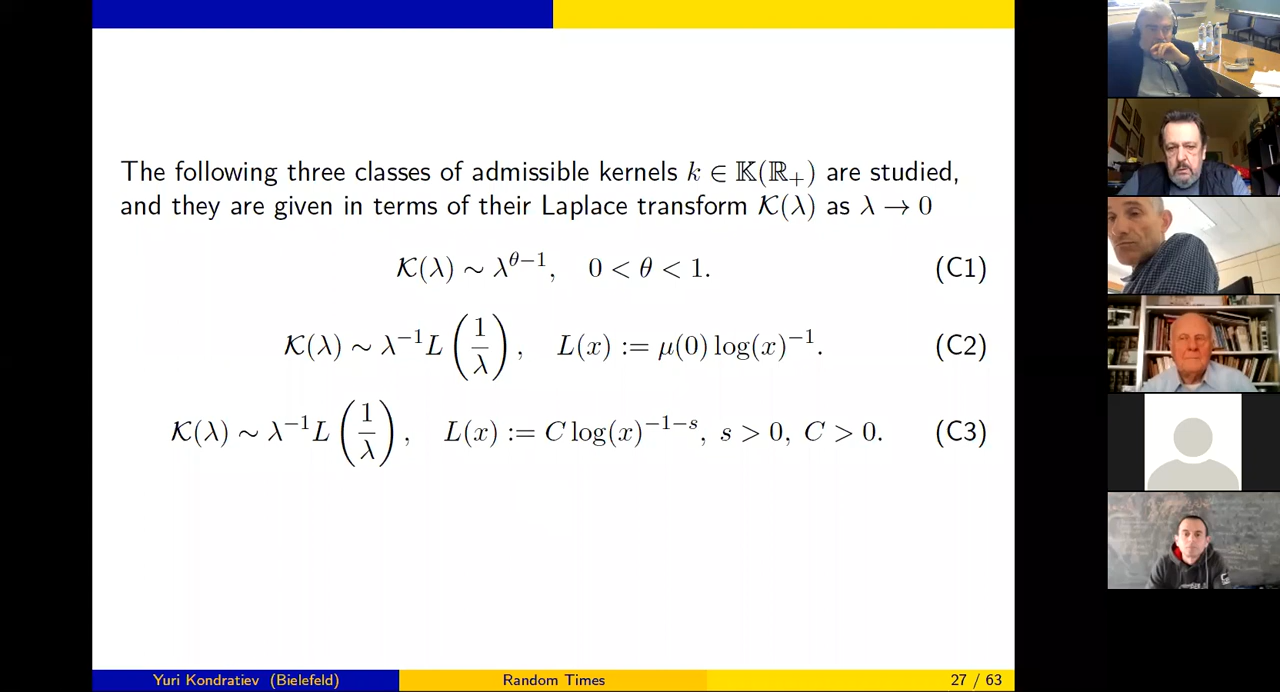 The following three classes of admissible kernels k ∈ 𝕂(ℝ₊) are studied,
and they are given in terms of their Laplace transform 𝒦(λ) as λ → 0
𝒦(λ) ∼ λ^{θ−1}, 0 < θ < 1. (C1)
𝒦(λ) ∼ λ^{−1}L(1/λ), L(x) := μ(0) log(x)^{−1}. (C2)
𝒦(λ) ∼ λ^{−1}L(1/λ), L(x) := C log(x)^{−1−s}, s > 0, C > 0. (C3)
Yuri Kondratiev (Bielefeld) Random Times 27 / 63